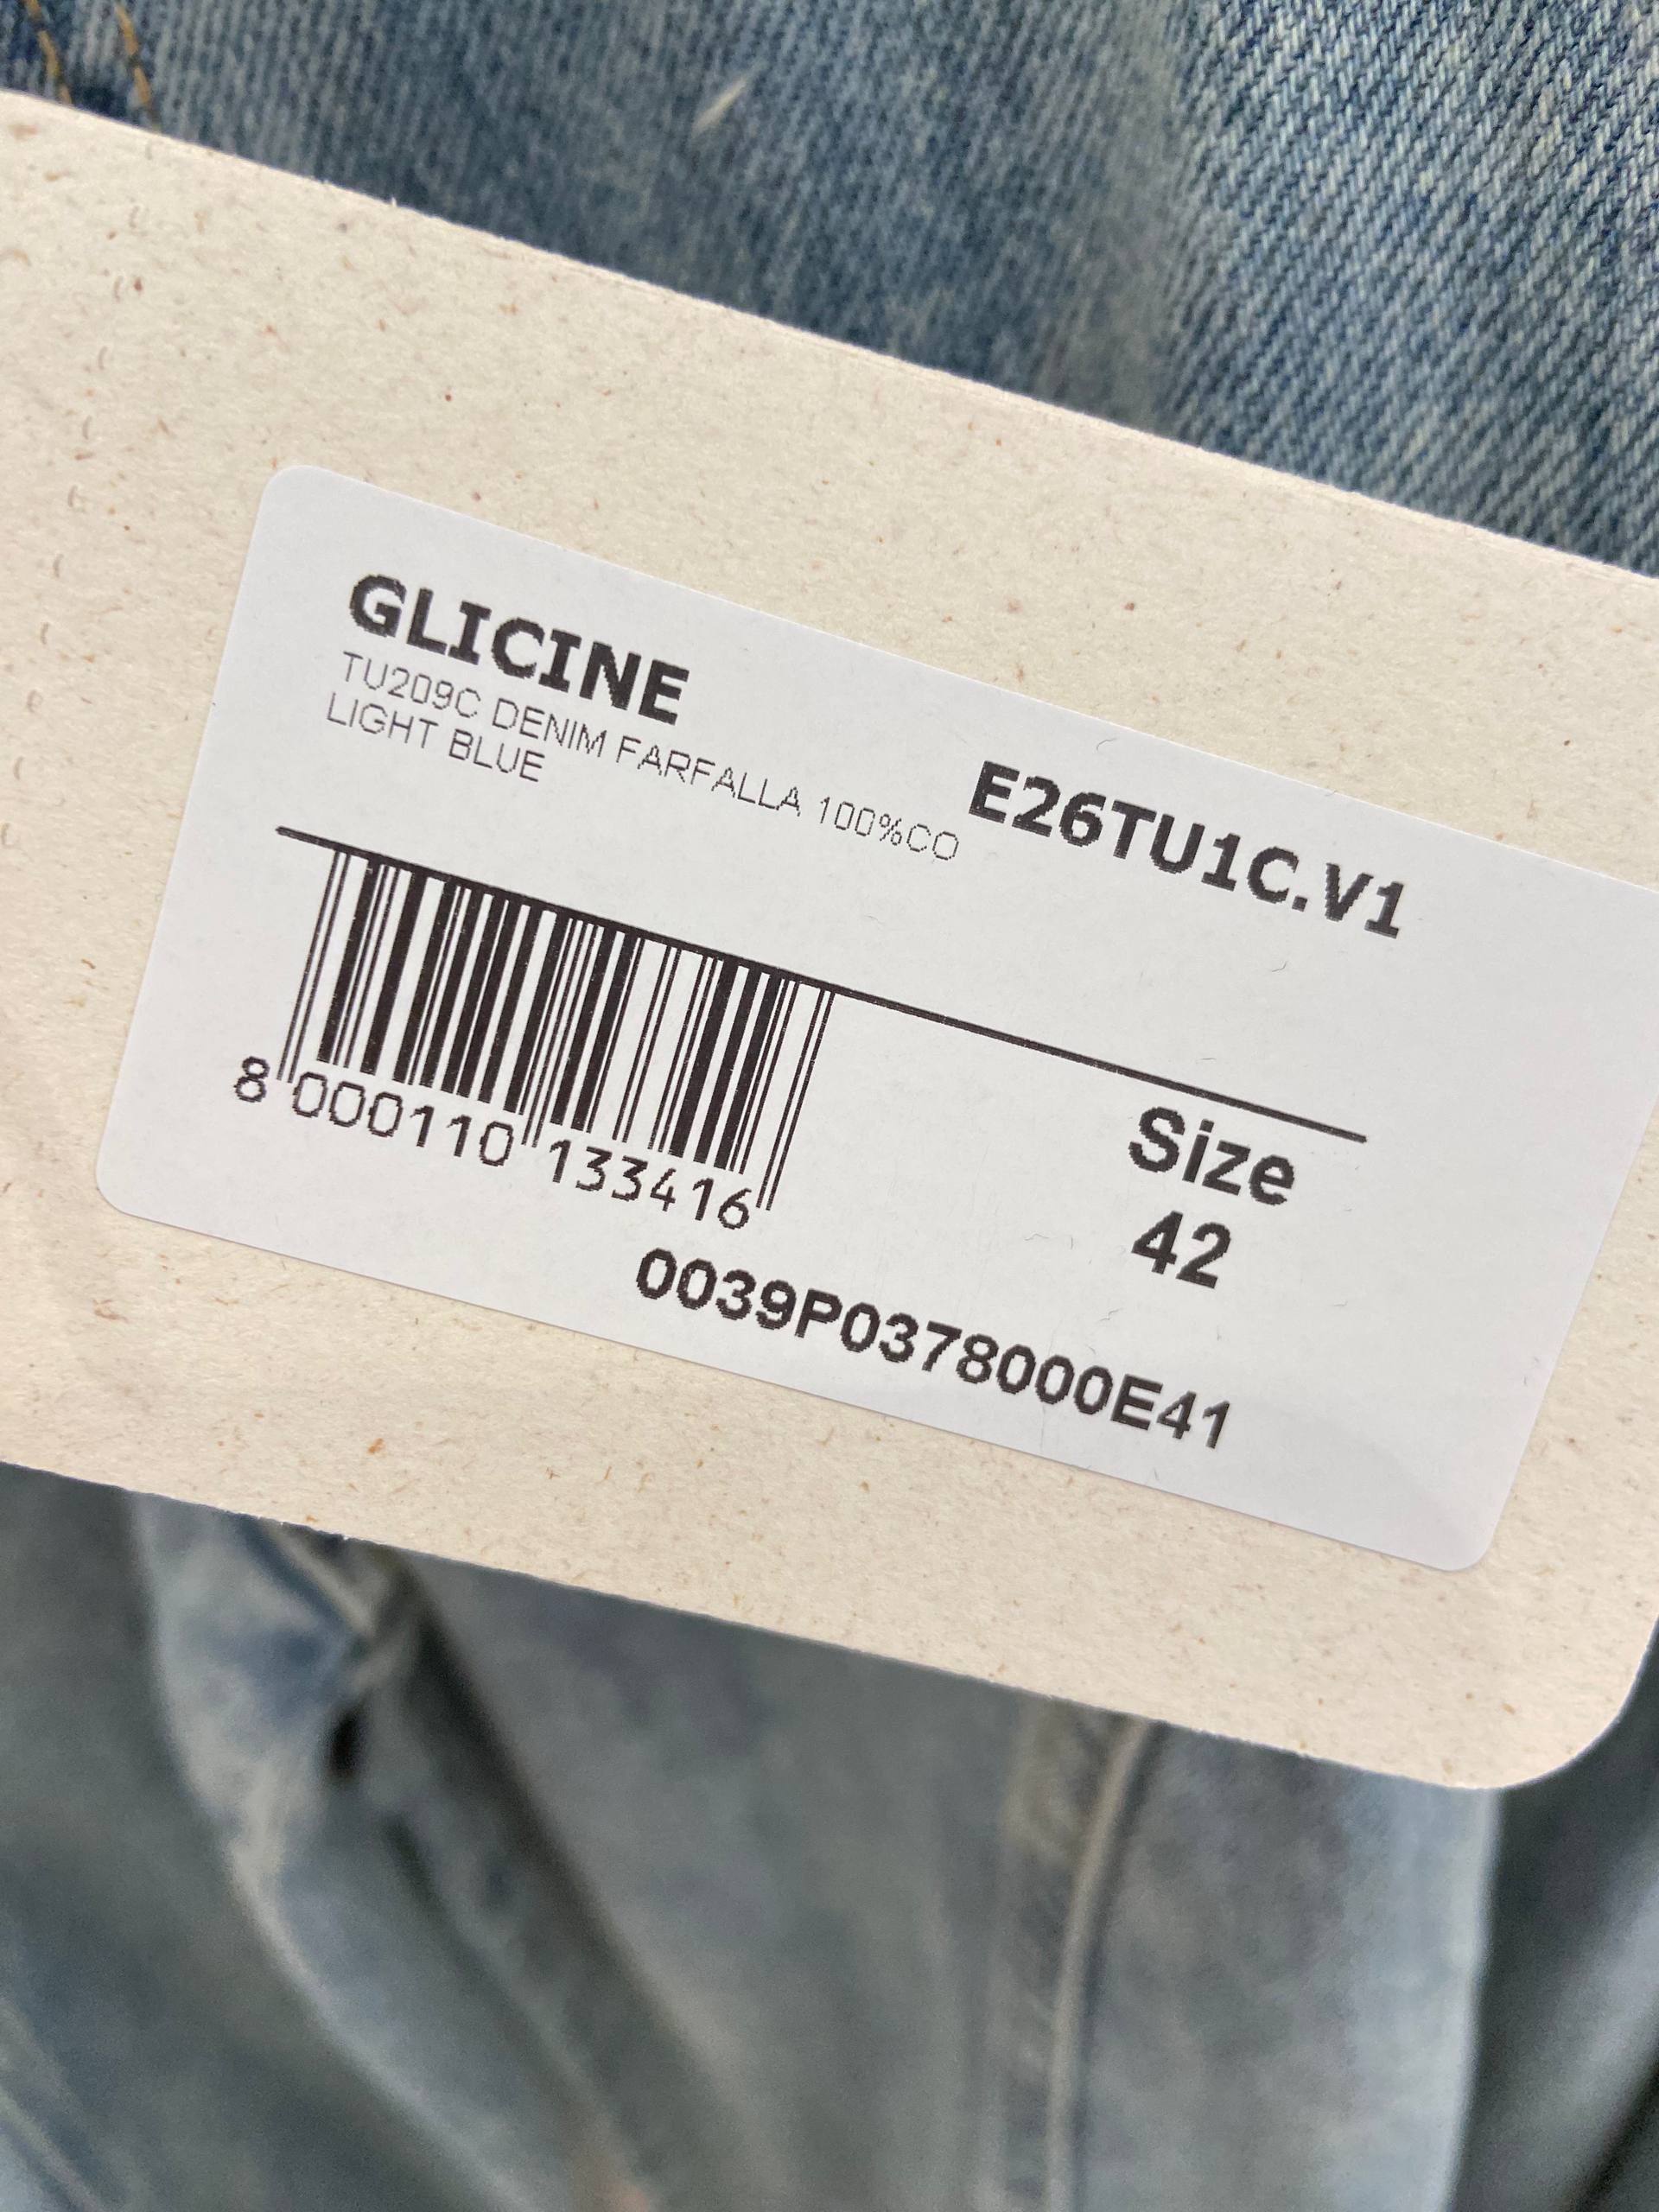 GLICINE
TU209C DENIM FARFALLA 100%CO
LIGHT BLUE
E26TU1C.V1
8 000110 133416
Size
42
0039P0378000E41